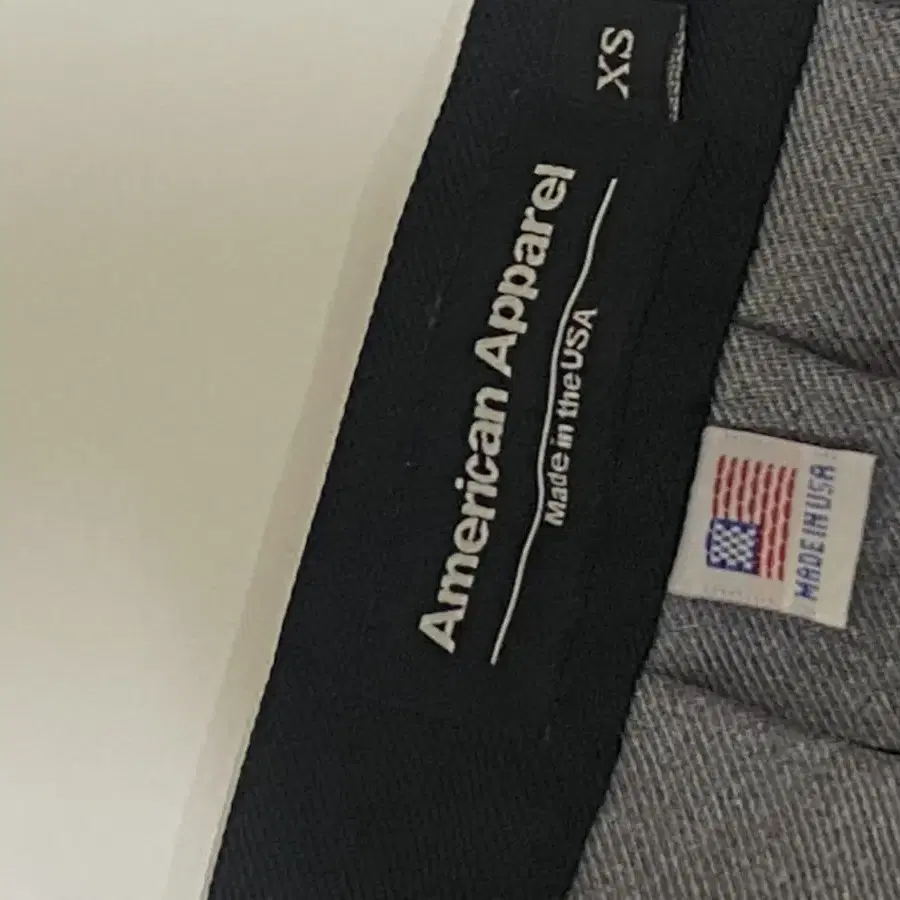 XS
American Apparel
Made in the USA
MADE IN USA